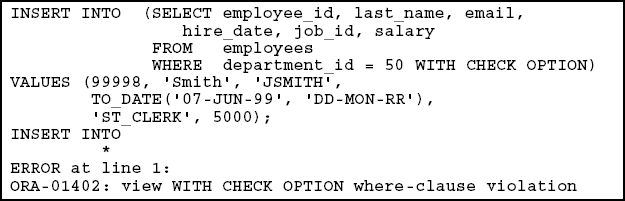 INSERT INTO  (SELECT employee_id, last_name, email,
                 hire_date, job_id, salary
              FROM   employees
              WHERE  department_id = 50 WITH CHECK OPTION)
VALUES (99998, 'Smith', 'JSMITH',
        TO_DATE('07-JUN-99', 'DD-MON-RR'),
        'ST_CLERK', 5000);
INSERT INTO
         *
ERROR at line 1:
ORA-01402: view WITH CHECK OPTION where-clause violation